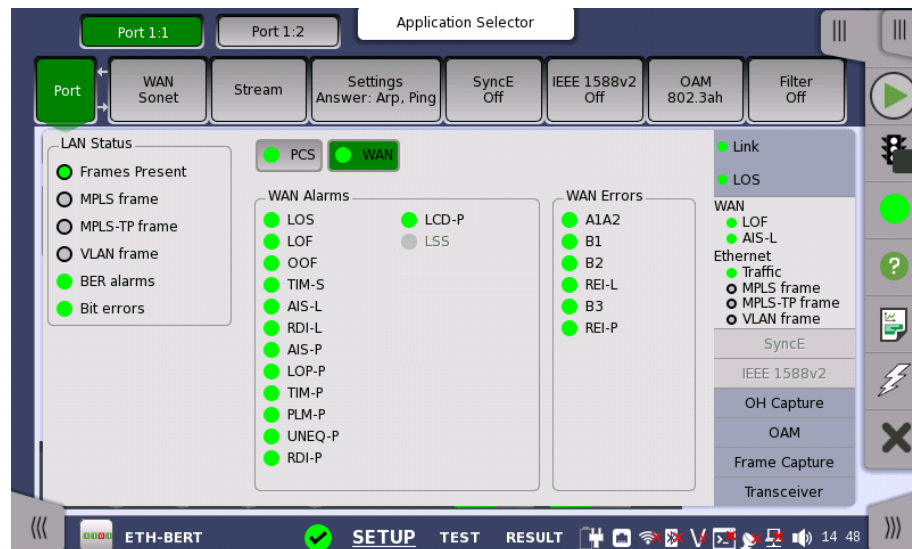 Application Selector
Port 1:1
Port 1:2
Port
WAN
Sonet
Stream
Settings
Answer: Arp, Ping
SyncE
Off
IEEE 1588v2
Off
OAM
802.3ah
Filter
Off
LAN Status
Frames Present
MPLS frame
MPLS-TP frame
VLAN frame
BER alarms
Bit errors
PCS
WAN
WAN Alarms
LOS
LOF
OOF
TIM-S
AIS-L
RDI-L
AIS-P
LOP-P
TIM-P
PLM-P
UNEQ-P
RDI-P
LCD-P
LSS
WAN Errors
A1A2
B1
B2
REI-L
B3
REI-P
Link
LOS
WAN
LOF
AIS-L
Ethernet
Traffic
MPLS frame
MPLS-TP frame
VLAN frame
SyncE
IEEE 1588v2
OH Capture
OAM
Frame Capture
Transceiver
ETH-BERT
SETUP
TEST
RESULT
14 48